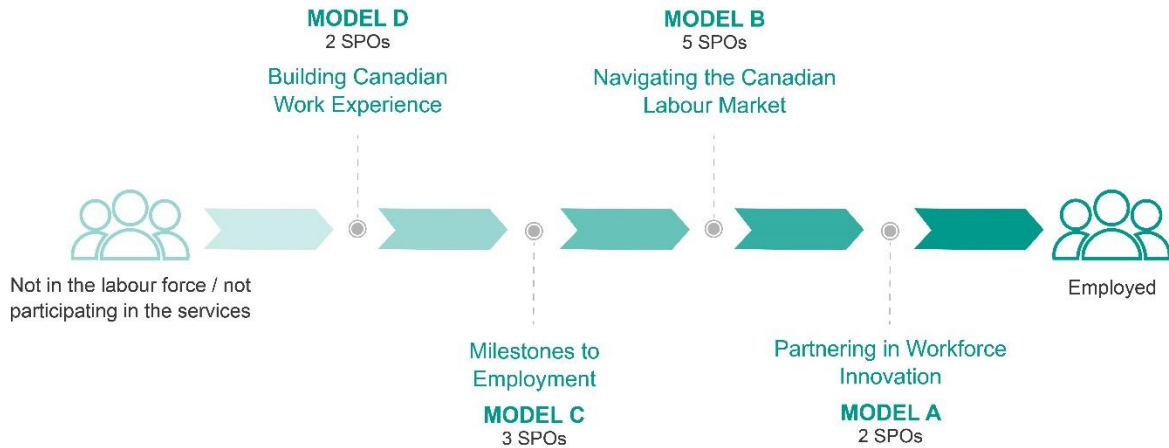 MODEL D
2 SPOs
Building Canadian
Work Experience
MODEL B
5 SPOs
Navigating the Canadian
Labour Market
Not in the labour force / not
participating in the services
Employed
Milestones to
Employment
MODEL C
3 SPOs
Partnering in Workforce
Innovation
MODEL A
2 SPOs